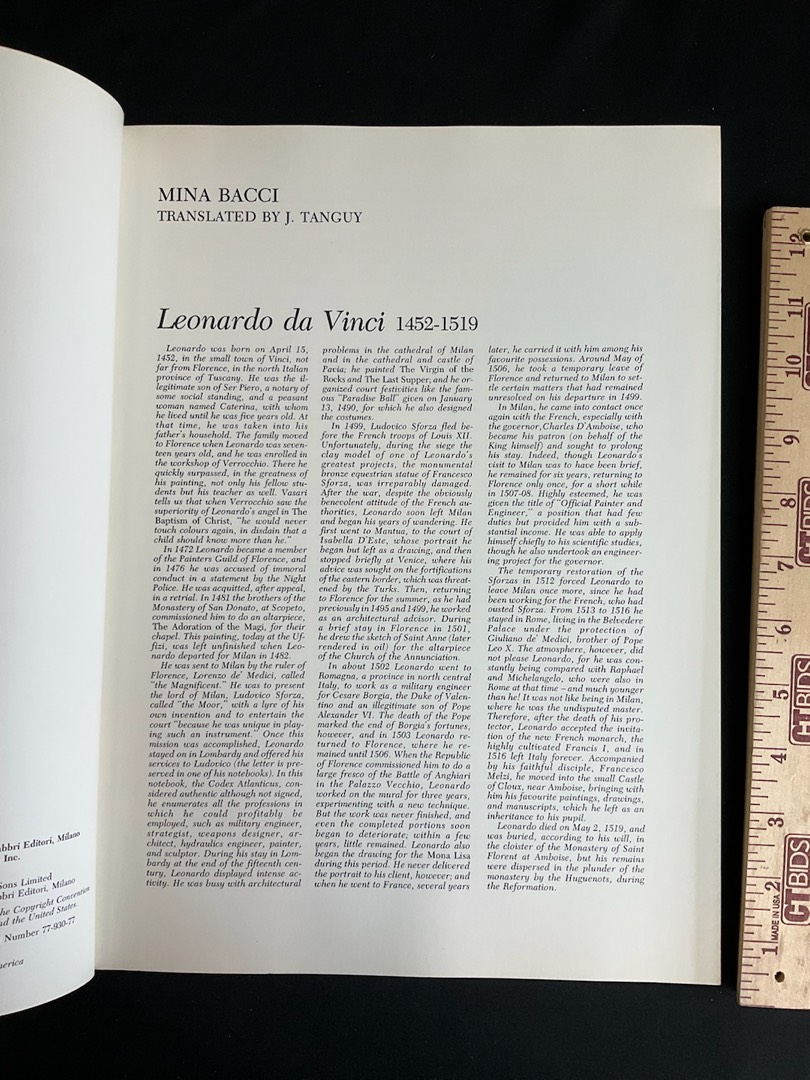 MINA BACCI
TRANSLATED BY J. TANGUY
Leonardo da Vinci 1452-1519
Leonardo was born on April 15,
1452, in the small town of Vinci, not
far from Florence, in the north Italian
province of Tuscany. He was the il-
legitimate son of Ser Piero, a notary of
some social standing, and a peasant
woman named Caterina, with whom
he lived until he was five years old. At
that time, he was taken into his
father's household. The family moved
to Florence when Leonardo was seven-
teen years old, and he was enrolled in
the workshop of Verrocchio. There he
quickly surpassed, in the greatness of
his painting, not only his fellow stu-
dents but his teacher as well. Vasari
tells us that when Verrocchio saw the
superiority of Leonardo's angel in The
Baptism of Christ, "he would never
touch colours again, in disdain that a
child should know more than he."
In 1472 Leonardo became a member
of the Painters Guild of Florence, and
in 1476 he was accused of immoral
conduct in a statement by the Night
Police. He was acquitted, after appeal,
in a retrial. In 1481 the brothers of the
Monastery of San Donato, at Scopeto,
commissioned him to do an altarpiece,
The Adoration of the Magi, for their
chapel. This painting, today at the Uf-
fizi, was left unfinished when Leo-
nardo departed for Milan in 1482.
He was sent to Milan by the ruler of
Florence, Lorenzo de' Medici, called
"the Magnificent." He was to present
the lord of Milan, Ludovico Sforza,
called "the Moor," with a lyre of his
own invention and to entertain the
court "because he was unique in play-
ing such an instrument." Once this
mission was accomplished, Leonardo
stayed on in Lombardy and offered his
services to Ludovico (the letter is pre-
served in one of his notebooks). In this
notebook, the Codex Atlanticus, con-
sidered authentic although not signed,
he enumerates all the professions in
which he could profitably be
employed, such as military engineer,
strategist, weapons designer, ar-
chitect, hydraulics engineer, painter,
and sculptor. During his stay in Lom-
bardy at the end of the fifteenth cen-
tury, Leonardo displayed intense ac-
tivity. He was busy with architectural
problems in the cathedral of Milan
and in the cathedral and castle of
Pavia; he painted The Virgin of the
Rocks and The Last Supper; and he or-
ganized court festivities like the fam-
ous "Paradise Ball" given on January
13, 1490, for which he also designed
the costumes.
In 1499, Ludovico Sforza fled be-
fore the French troops of Louis XII.
Unfortunately, during the siege the
clay model of one of Leonardo's
greatest projects, the monumental
bronze equestrian statue of Francesco
Sforza, was irreparably damaged.
After the war, despite the obviously
benevolent attitude of the French au-
thorities, Leonardo soon left Milan
and began his years of wandering. He
first went to Mantua, to the court of
Isabella D'Este, whose portrait he
began but left as a drawing, and then
stopped briefly at Venice, where his
advice was sought on the fortifications
of the eastern border, which was threat-
ened by the Turks. Then, returning
to Florence for the summer, as he had
previously in 1495 and 1499, he worked
as an architectural advisor. During
a brief stay in Florence in 1501,
he drew the sketch of Saint Anne (later
rendered in oil) for the altarpiece
of the Church of the Annunciation.
In about 1502 Leonardo went to
Romagna, a province in north central
Italy, to work as a military engineer
for Cesare Borgia, the Duke of Valen-
tino and an illegitimate son of Pope
Alexander VI. The death of the Pope
marked the end of Borgia's fortunes,
however, and in 1503 Leonardo re-
turned to Florence, where he re-
mained until 1506. When the Republic
of Florence commissioned him to do a
large fresco of the Battle of Anghiari
in the Palazzo Vecchio, Leonardo
worked on the mural for three years,
experimenting with a new technique.
But the work was never finished, and
even the completed portions soon
began to deteriorate; within a few
years, little remained. Leonardo also
began the drawing for the Mona Lisa
during this period. He never delivered
the portrait to his client, however; and
when he went to France, several years
later, he carried it with him among his
favourite possessions. Around May of
1506, he took a temporary leave of
Florence and returned to Milan to set-
tle certain matters that had remained
unresolved on his departure in 1499.
In Milan, he came into contact once
again with the French, especially with
the governor, Charles D'Amboise, who
became his patron (on behalf of the
King himself) and sought to prolong
his stay. Indeed, though Leonardo's
visit to Milan was to have been brief,
he remained for six years, returning to
Florence only once, for a short while
in 1507-08. Highly esteemed, he was
given the title of "Official Painter and
Engineer," a position that had few
duties but provided him with a sub-
stantial income. He was able to apply
himself chiefly to his scientific studies,
though he also undertook an engineer-
ing project for the governor.
The temporary restoration of the
Sforzas in 1512 forced Leonardo to
leave Milan once more, since he had
been working for the French, who had
ousted Sforza. From 1513 to 1516 he
stayed in Rome, living in the Belvedere
Palace under the protection of
Giuliano de' Medici, brother of Pope
Leo X. The atmosphere, however, did
not please Leonardo, for he was con-
stantly being compared with Raphael
and Michelangelo, who were also in
Rome at that time—and much younger
than he! It was not like being in Milan,
where he was the undisputed master.
Therefore, after the death of his pro-
tector, Leonardo accepted the invita-
tion of the new French monarch, the
highly cultivated Francis I, and in
1516 left Italy forever. Accompanied
by his faithful disciple, Francesco
Melzi, he moved into the small Castle
of Cloux, near Amboise, bringing with
him his favourite paintings, drawings,
and manuscripts, which he left as an
inheritance to his pupil.
Leonardo died on May 2, 1519, and
was buried, according to his will, in
the cloister of the Monastery of Saint
Florent at Amboise, but his remains
were dispersed in the plunder of the
monastery by the Huguenots, during
the Reformation.
bbri Editori, Milano
Inc.
Sons Limited
bri Editori, Milano
he Copyright Convention
d the United States.
Number 77-930-77
erica
12
11
10
9
8
7
6
5
4
3
2
1
MADE IN USA
CTBIDS
CTBIDS